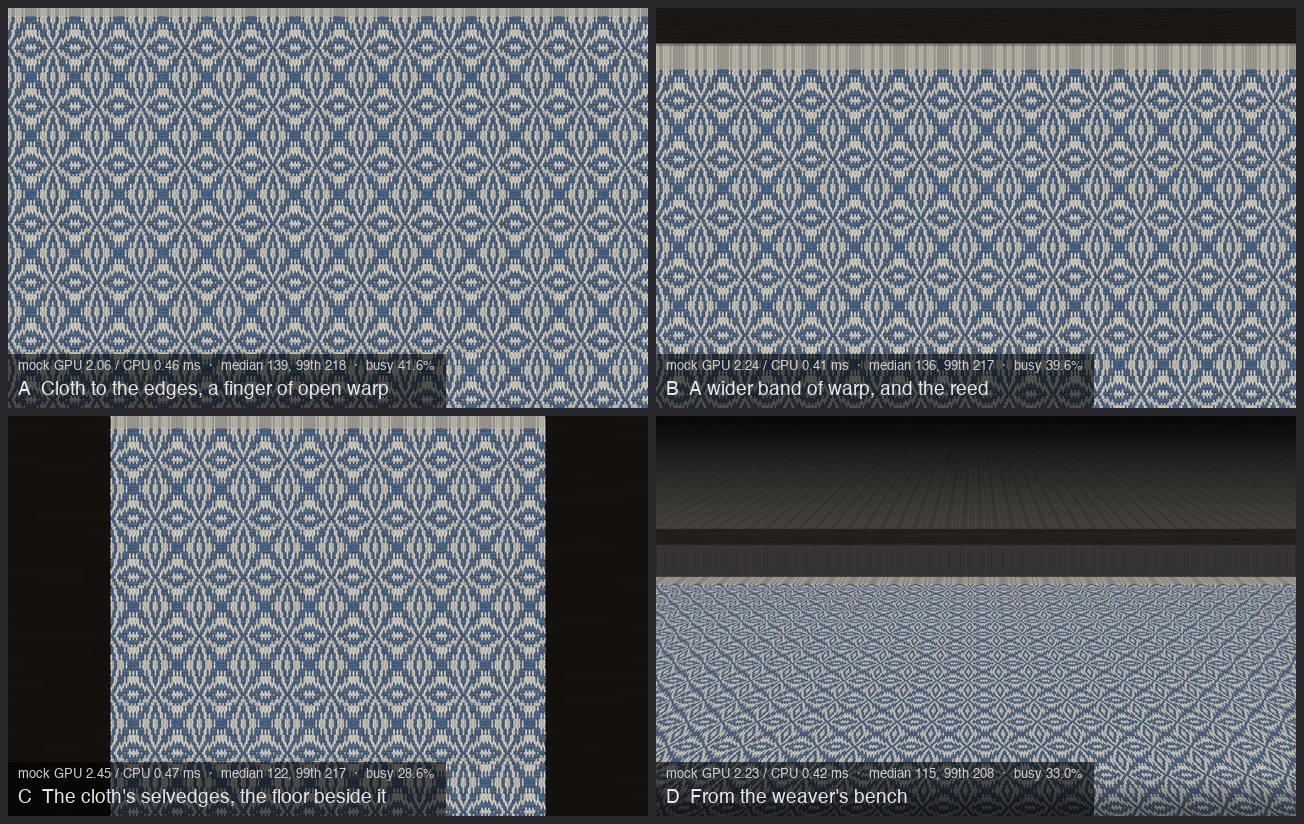 mock GPU 2.06 / CPU 0.46 ms · median 139, 99th 218 · busy 41.6%
A Cloth to the edges, a finger of open warp
mock GPU 2.24 / CPU 0.41 ms · median 136, 99th 217 · busy 39.6%
B A wider band of warp, and the reed
mock GPU 2.45 / CPU 0.47 ms · median 122, 99th 217 · busy 28.6%
C The cloth's selvedges, the floor beside it
mock GPU 2.23 / CPU 0.42 ms · median 115, 99th 208 · busy 33.0%
D From the weaver's bench